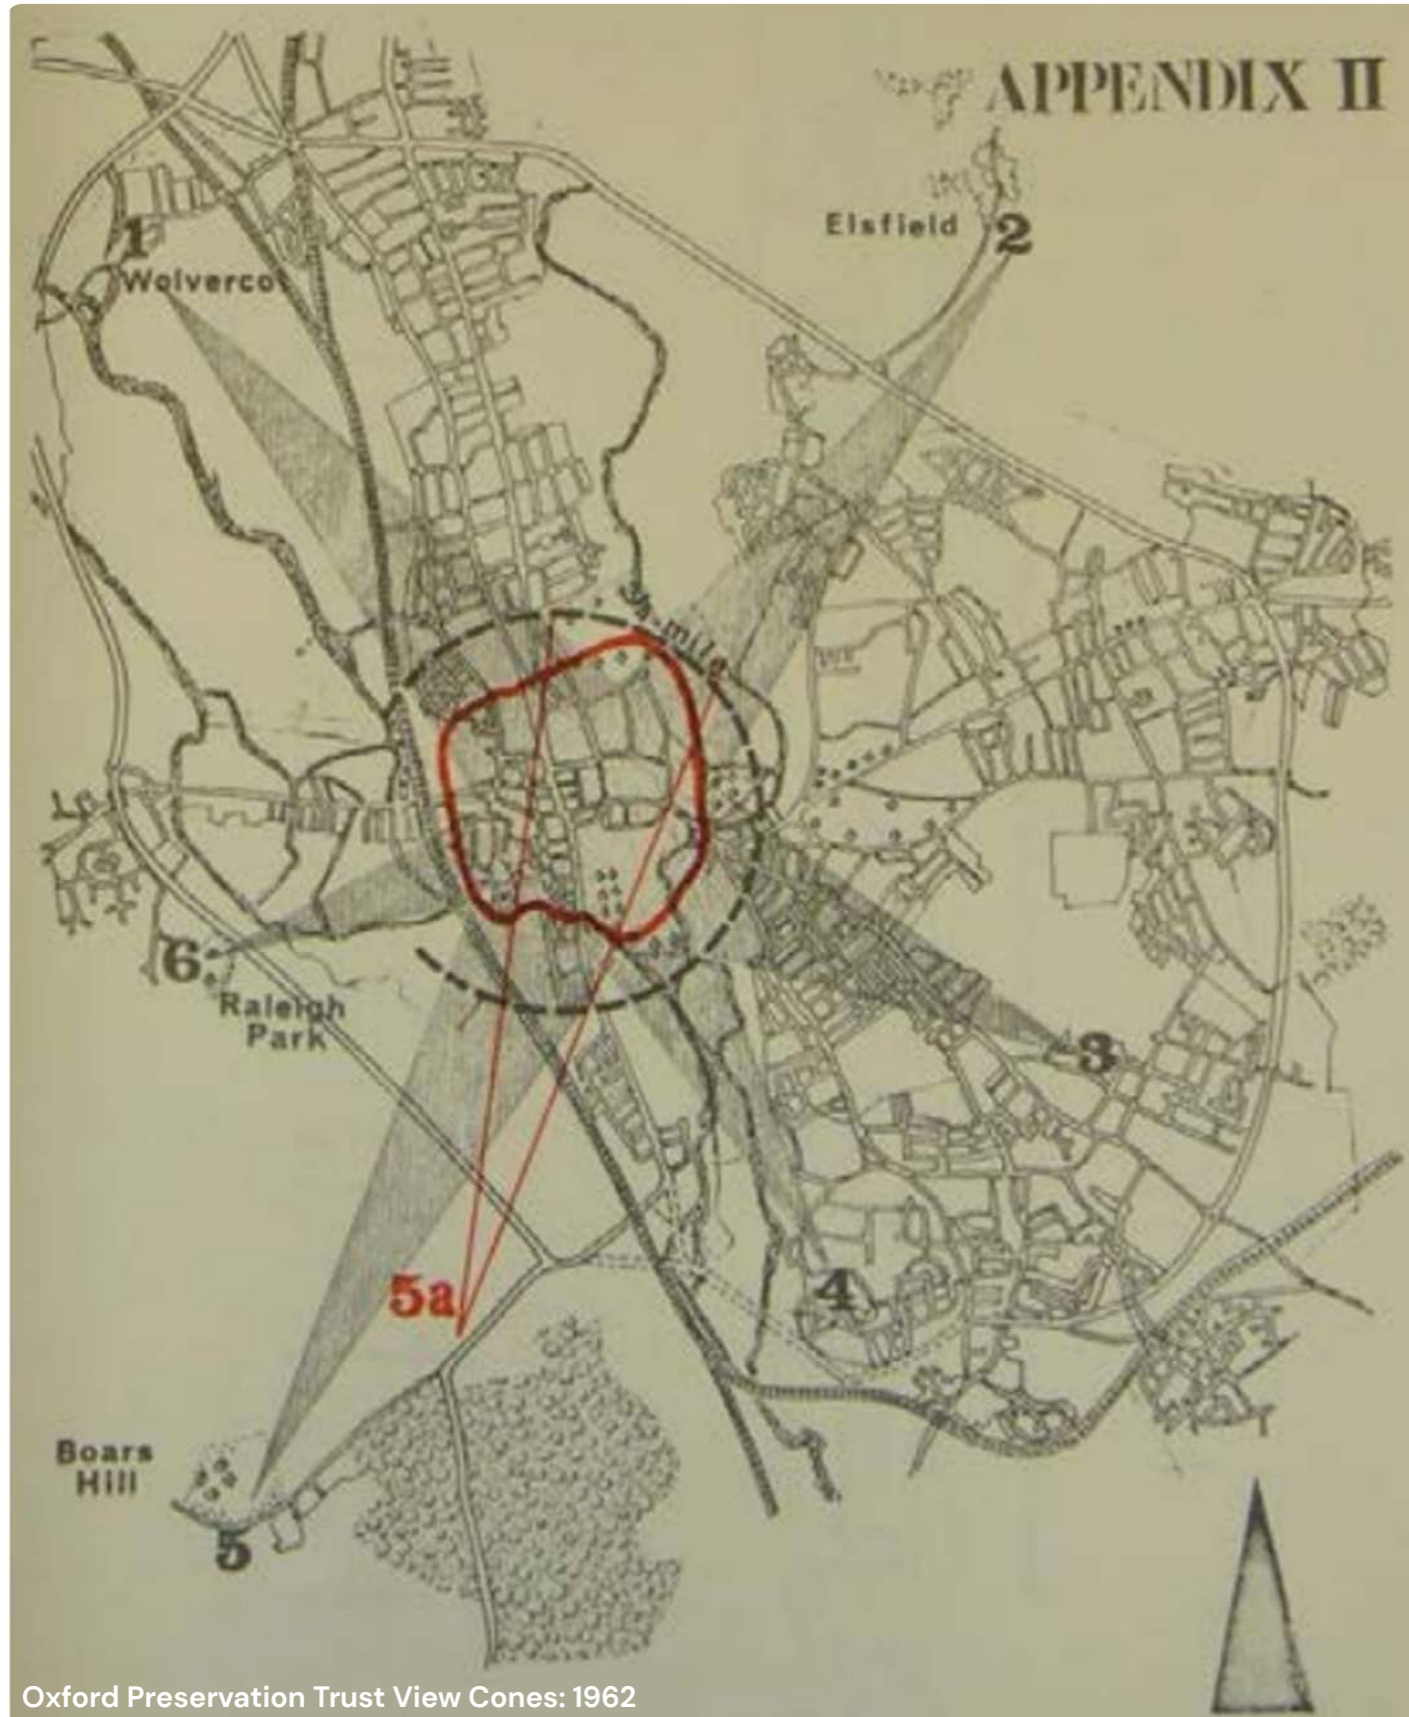 APPENDIX II
Elsfield 2
1
Wolverco
3
6
Raleigh
Park
4
5a
Boars
Hill
5
Oxford Preservation Trust View Cones: 1962